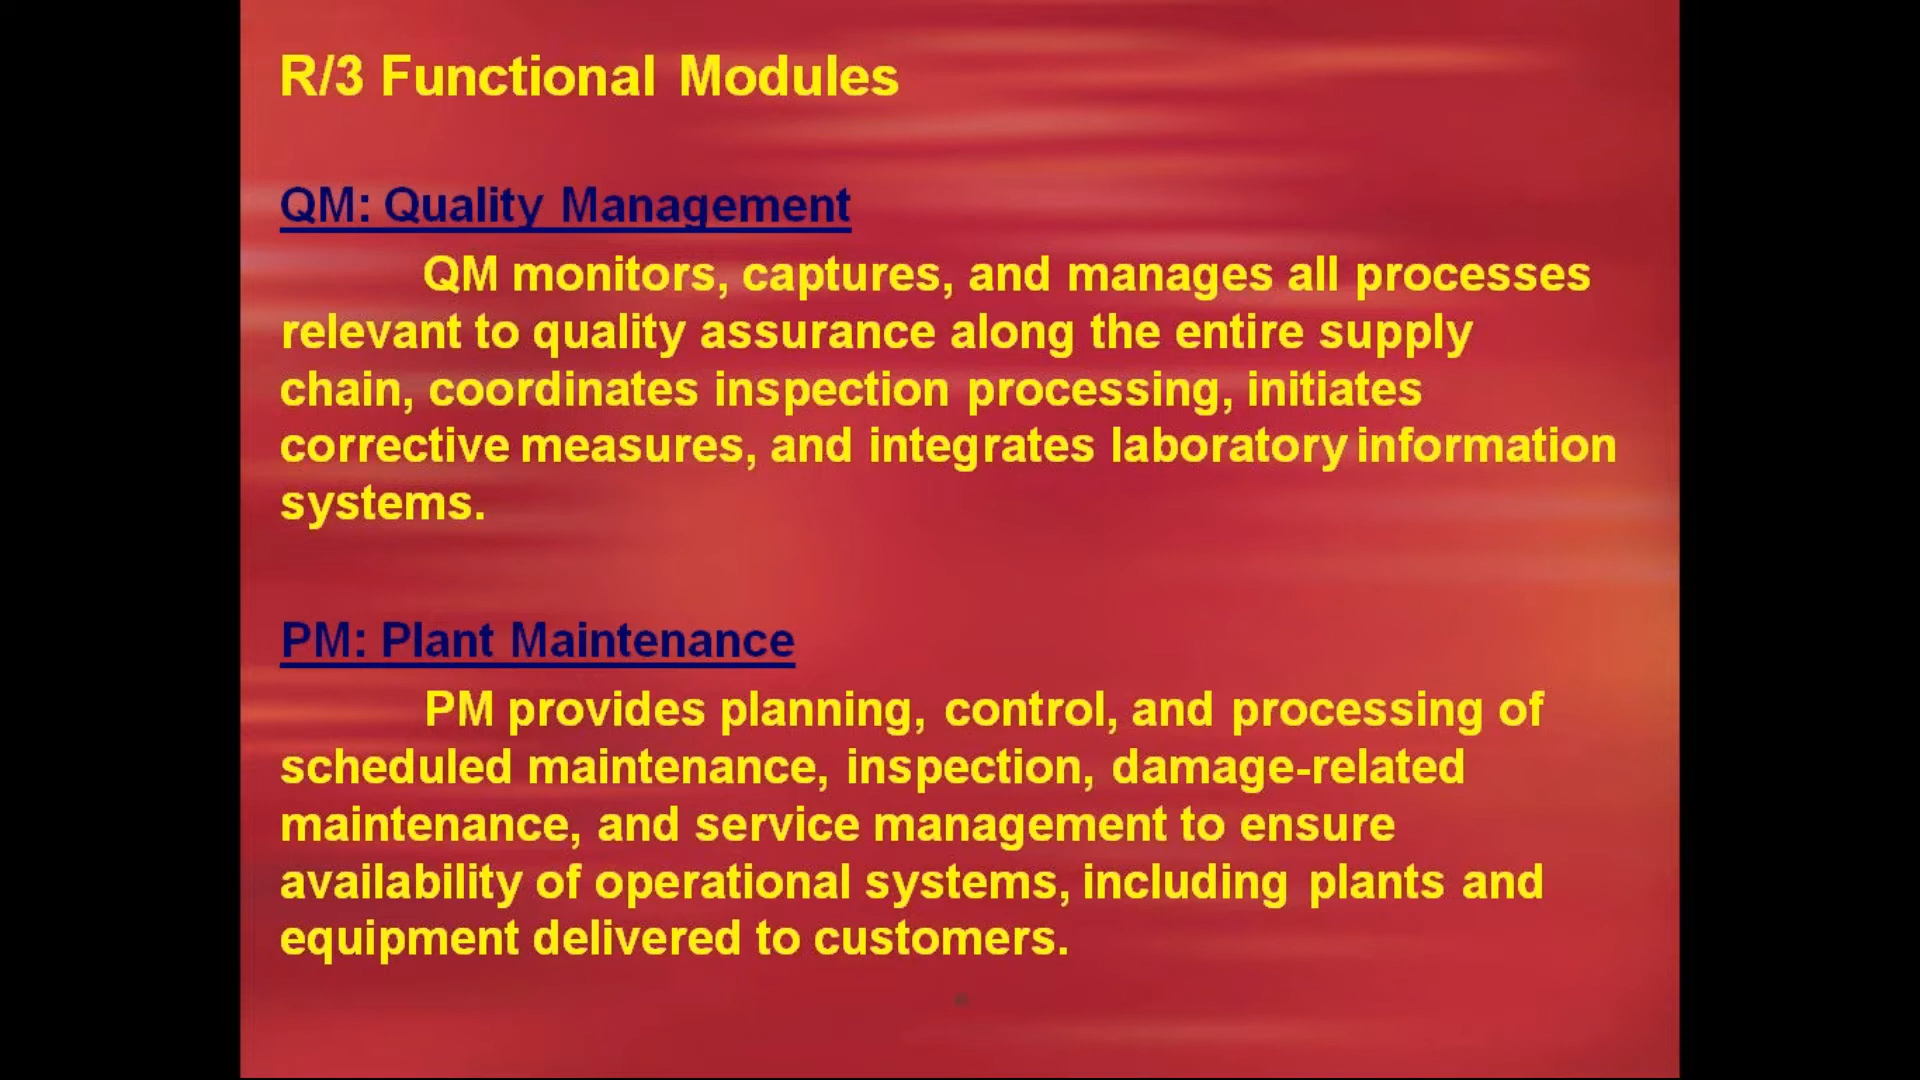 R/3 Functional Modules
QM: Quality Management
QM monitors, captures, and manages all processes
relevant to quality assurance along the entire supply
chain, coordinates inspection processing, initiates
corrective measures, and integrates laboratory information
systems.
PM: Plant Maintenance
PM provides planning, control, and processing of
scheduled maintenance, inspection, damage-related
maintenance, and service management to ensure
availability of operational systems, including plants and
equipment delivered to customers.